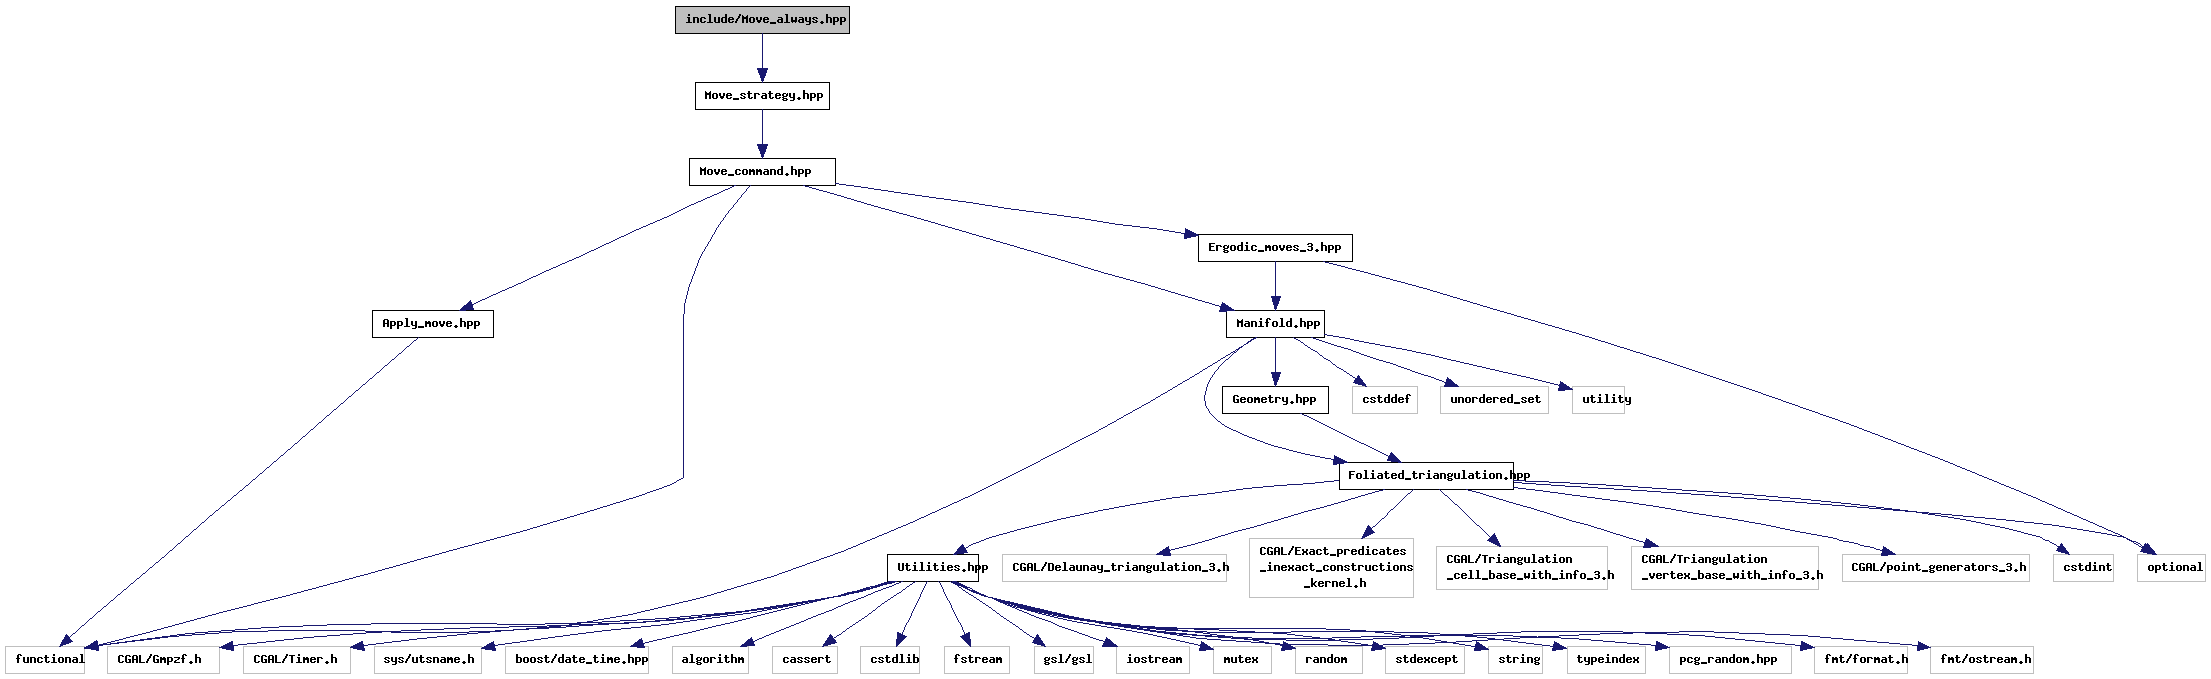 include/Move_always.hpp
Move_strategy.hpp
Move_command.hpp
Ergodic_moves_3.hpp
Apply_move.hpp
Manifold.hpp
Geometry.hpp
cstddef
unordered_set
utility
Foliated_triangulation.hpp
Utilities.hpp
CGAL/Delaunay_triangulation_3.h
CGAL/Exact_predicates
_inexact_constructions
_kernel.h
CGAL/Triangulation
_cell_base_with_info_3.h
CGAL/Triangulation
_vertex_base_with_info_3.h
CGAL/point_generators_3.h
cstdint
optional
functional
CGAL/Gmpzf.h
CGAL/Timer.h
sys/utsname.h
boost/date_time.hpp
algorithm
cassert
cstdlib
fstream
gsl/gsl
iostream
mutex
random
stdexcept
string
typeindex
pcg_random.hpp
fmt/format.h
fmt/ostream.h